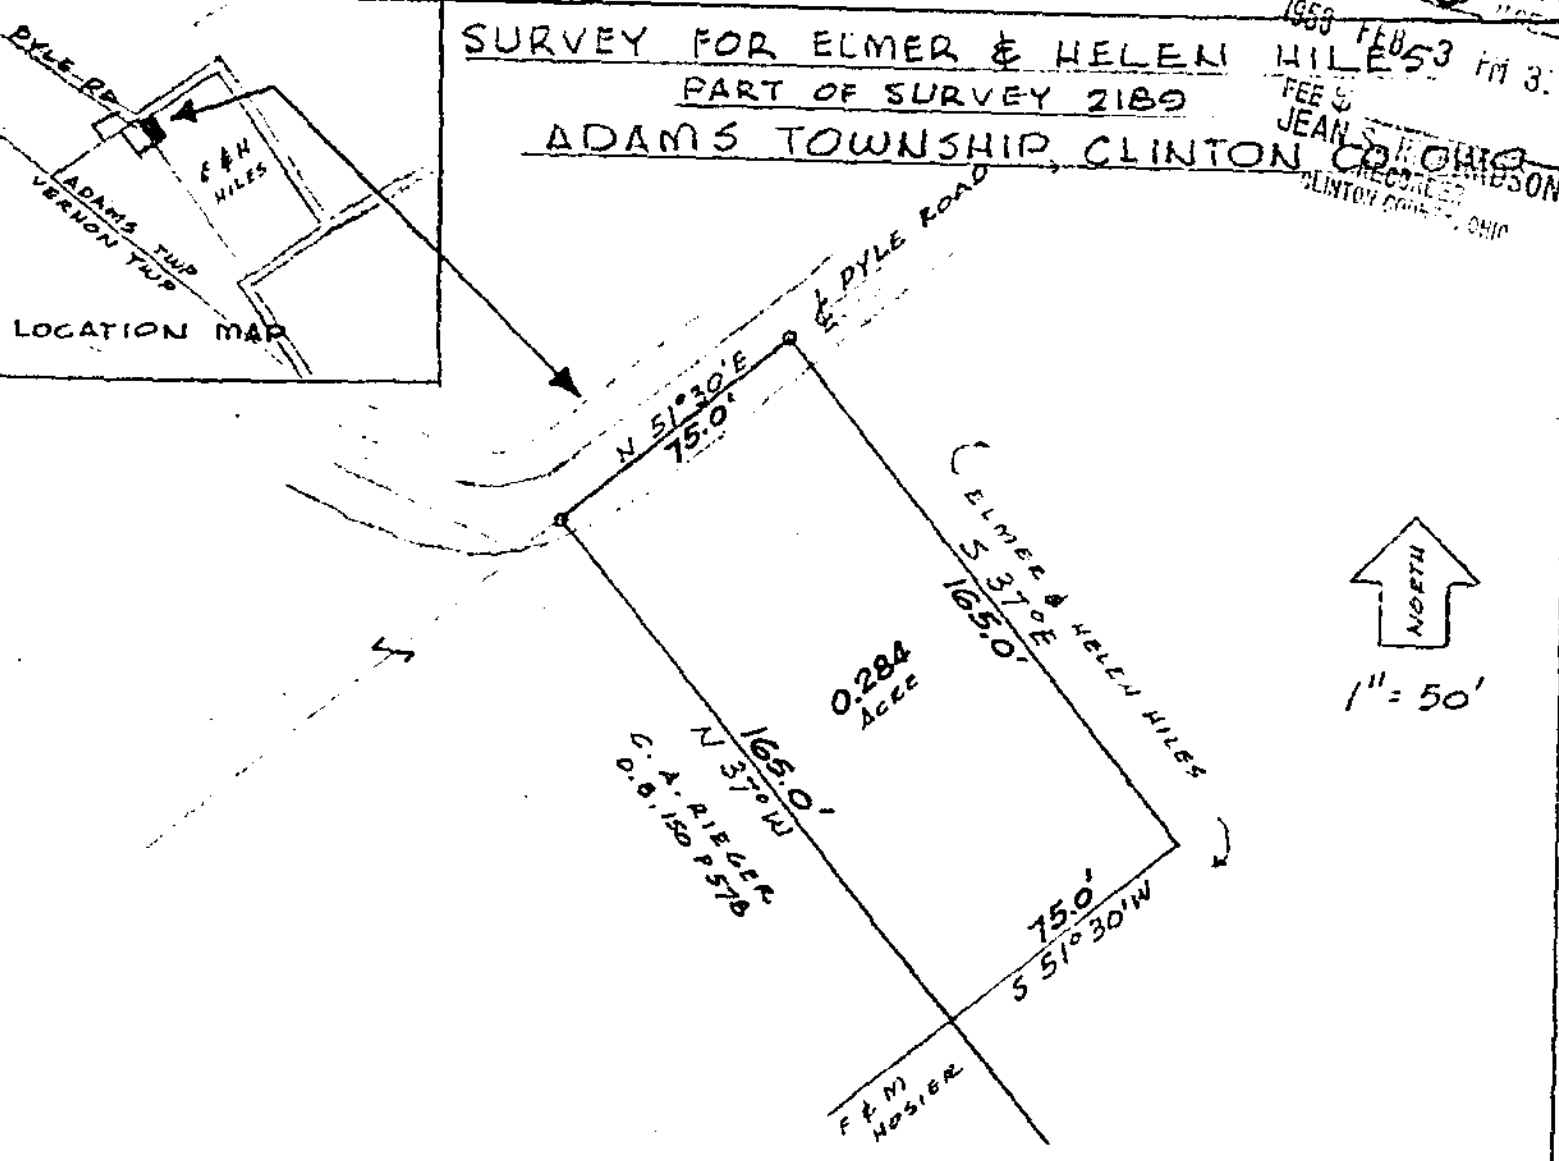 SURVEY FOR ELMER & HELEN HILES
PART OF SURVEY 2189
ADAMS TOWNSHIP, CLINTON CO. OHIO
FEB
FEE $
JEAN
RECORDER
CLINTON COUNTY, OHIO
PYLE RD
E & H
HILES
ADAMS TWP
VERNON TWP
LOCATION MAP
℄ PYLE ROAD
N 51°30'E
75.0'
ELMER & HELEN HILES
S 37°E
165.0'
0.284
ACRE
NORTH
1" = 50'
165.0'
N 37° W
C. A. RIEGER
D.B. 150 P 578
75.0'
S 51°30'W
F & M
HOSIER